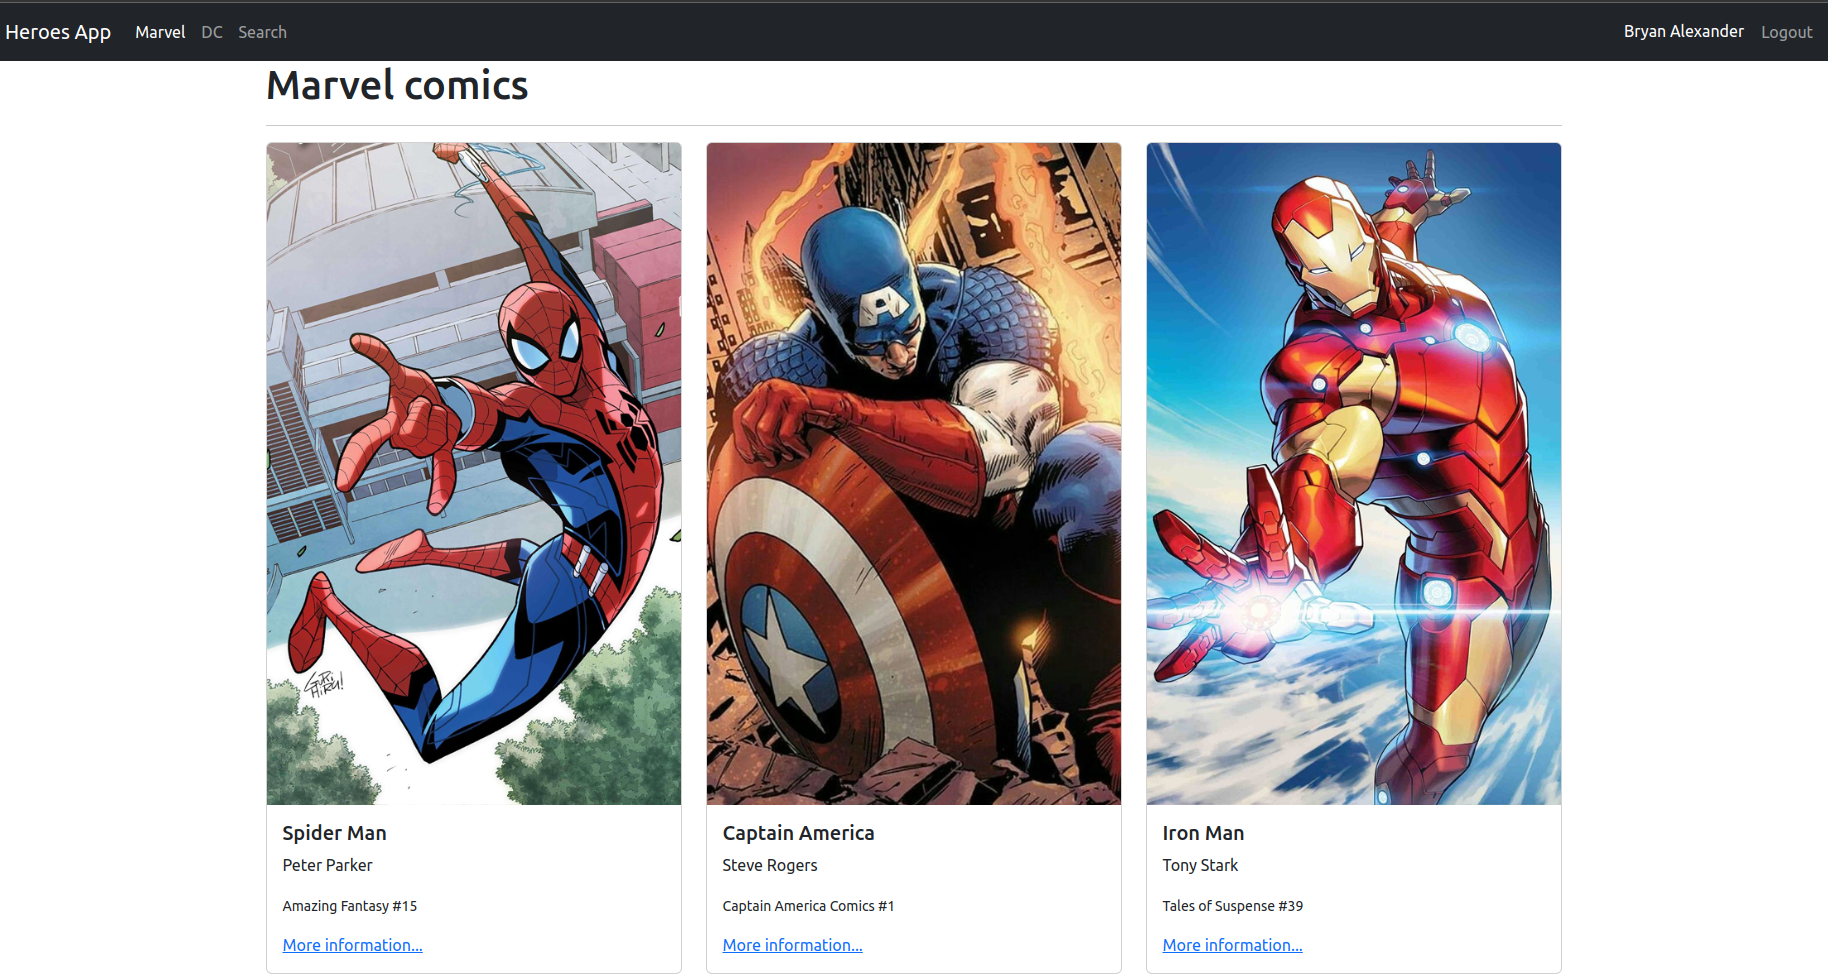 Heroes App Marvel DC Search Bryan Alexander Logout
Marvel comics
A
GURi
HiRU!
Spider Man
Peter Parker
Amazing Fantasy #15
More information...
Captain America
Steve Rogers
Captain America Comics #1
More information...
Iron Man
Tony Stark
Tales of Suspense #39
More information...